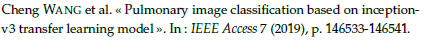 Cheng WANG et al. « Pulmonary image classification based on inception-
v3 transfer learning model ». In : IEEE Access 7 (2019), p. 146533-146541.